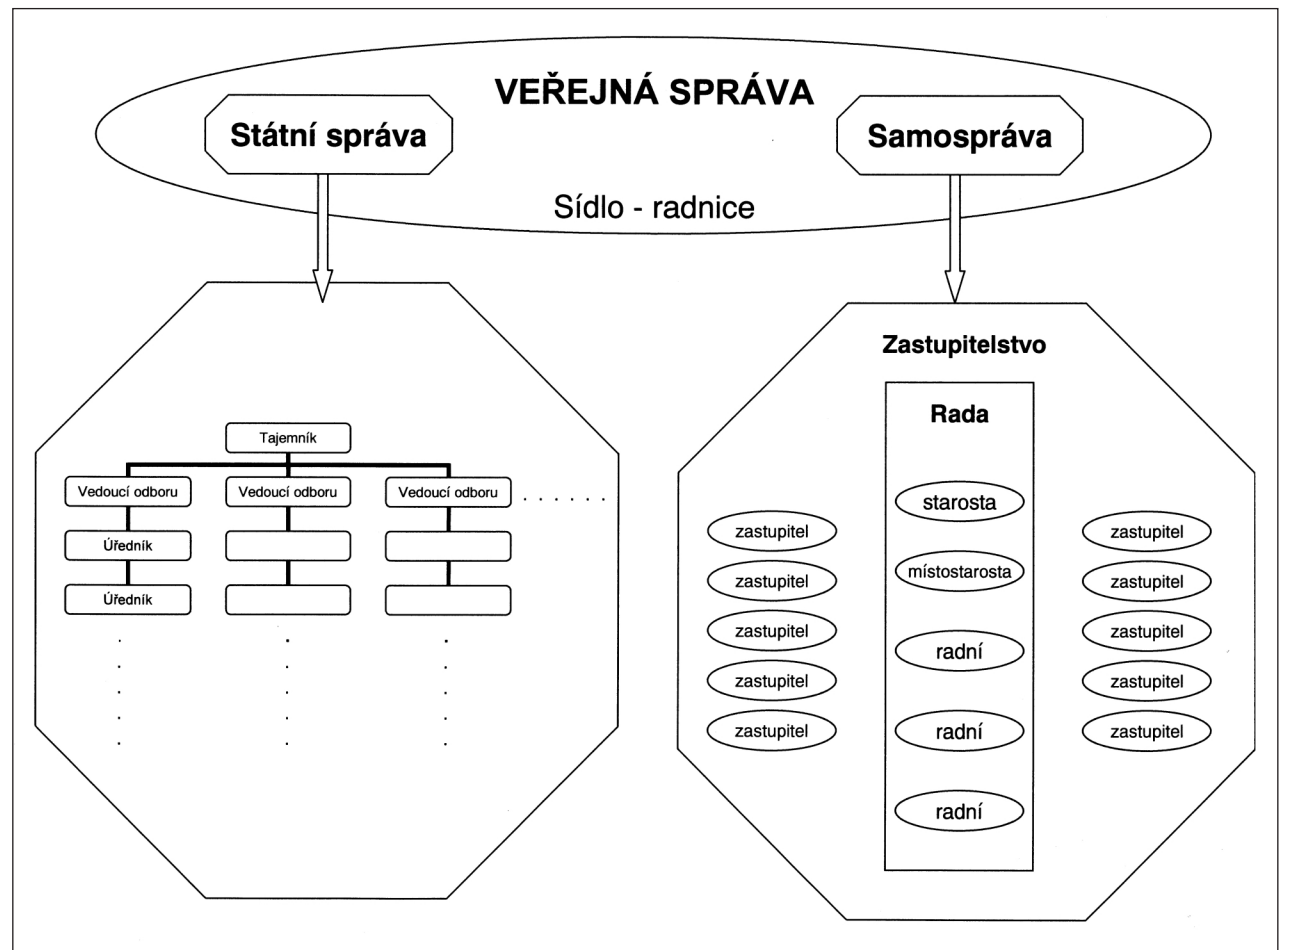 VEŘEJNÁ SPRÁVA
Státní správa
Samospráva
Sídlo - radnice
Tajemník
Vedoucí odboru
Vedoucí odboru
Vedoucí odboru
Úředník
Úředník
Zastupitelstvo
Rada
starosta
místostarosta
radní
radní
radní
zastupitel
zastupitel
zastupitel
zastupitel
zastupitel
zastupitel
zastupitel
zastupitel
zastupitel
zastupitel